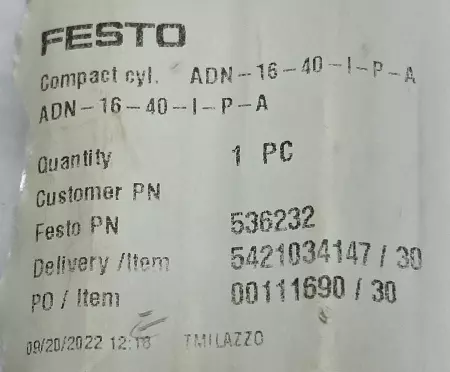 FESTO
Compact cyl. ADN-16-40-I-P-A
ADN-16-40-I-P-A
Quantity 1 PC
Customer PN
Festo PN 536232
Delivery /Item 5421034147 / 30
PO / Item 00111690 / 30
09/20/2022 12:18 TMILAZZO